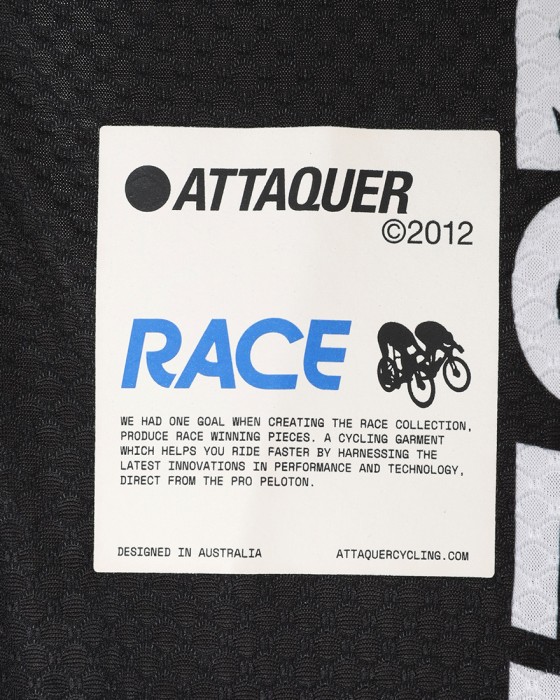 ATTAQUER
©2012
RACE
WE HAD ONE GOAL WHEN CREATING THE RACE COLLECTION,
PRODUCE RACE WINNING PIECES. A CYCLING GARMENT
WHICH HELPS YOU RIDE FASTER BY HARNESSING THE
LATEST INNOVATIONS IN PERFORMANCE AND TECHNOLOGY,
DIRECT FROM THE PRO PELOTON.
DESIGNED IN AUSTRALIA ATTAQUERCYCLING.COM